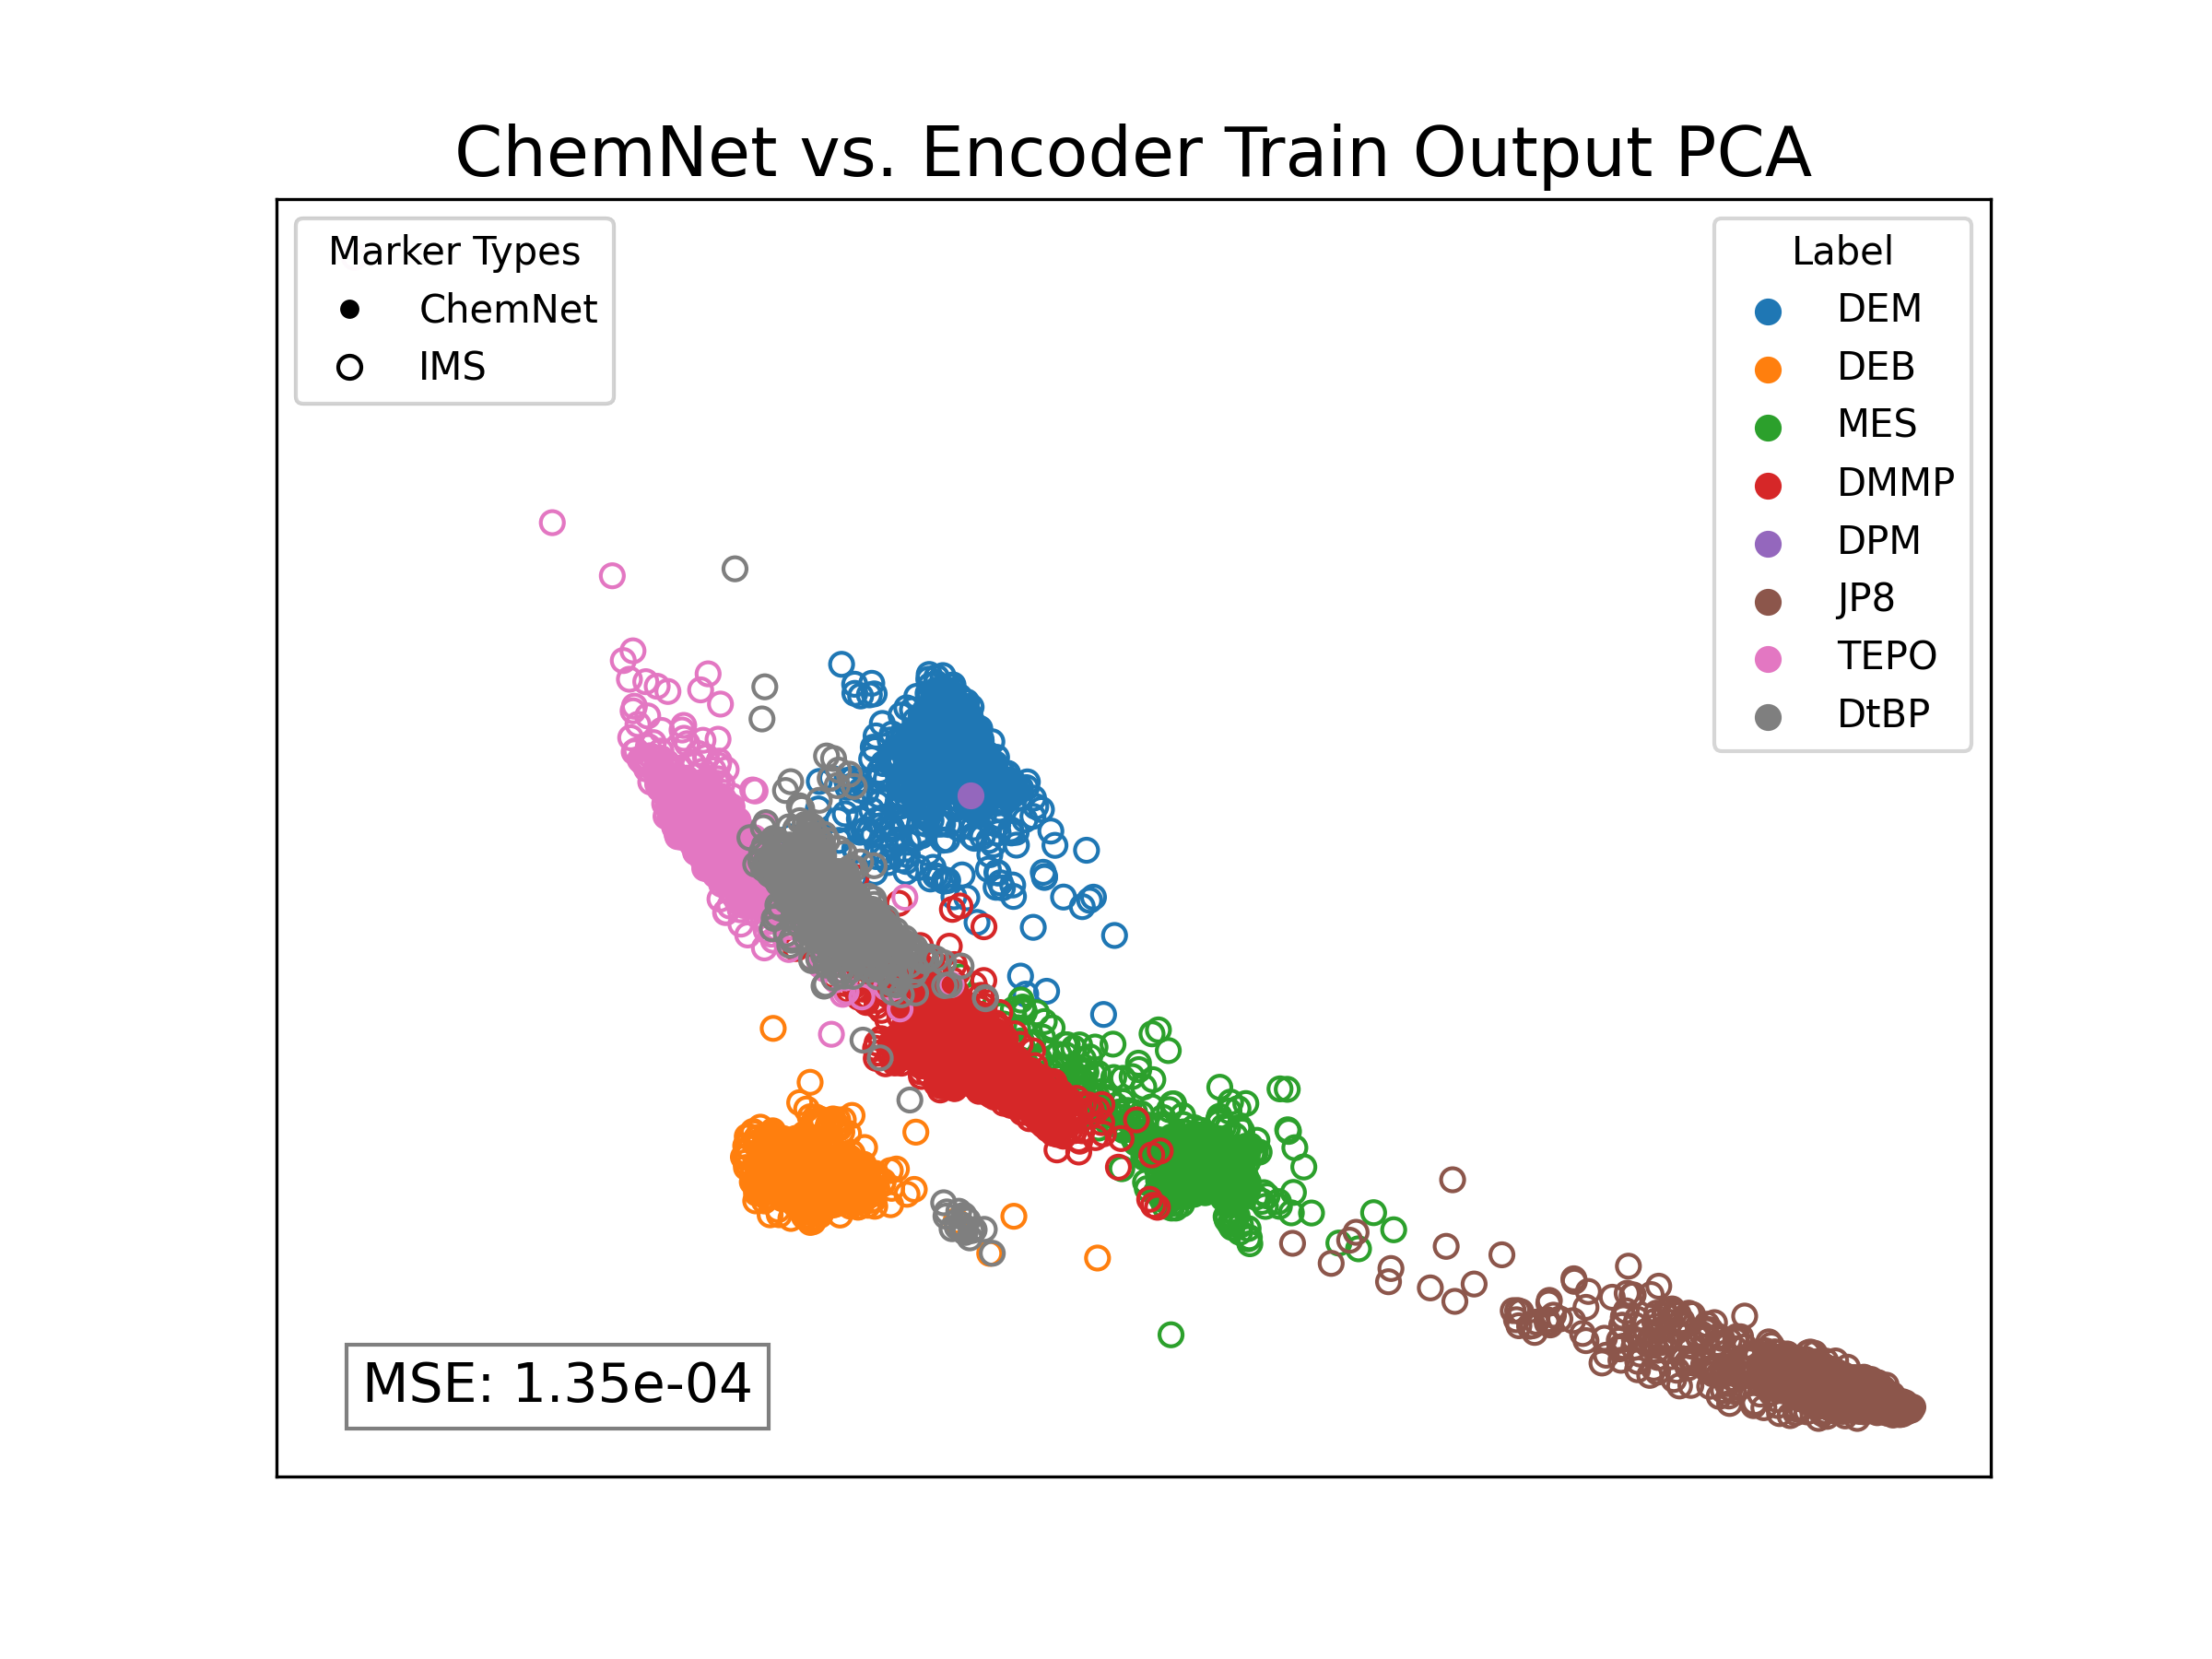 ChemNet vs. Encoder Train Output PCA
Marker Types
ChemNet
IMS
Label
DEM
DEB
MES
DMMP
DPM
JP8
TEPO
DtBP
MSE: 1.35e-04